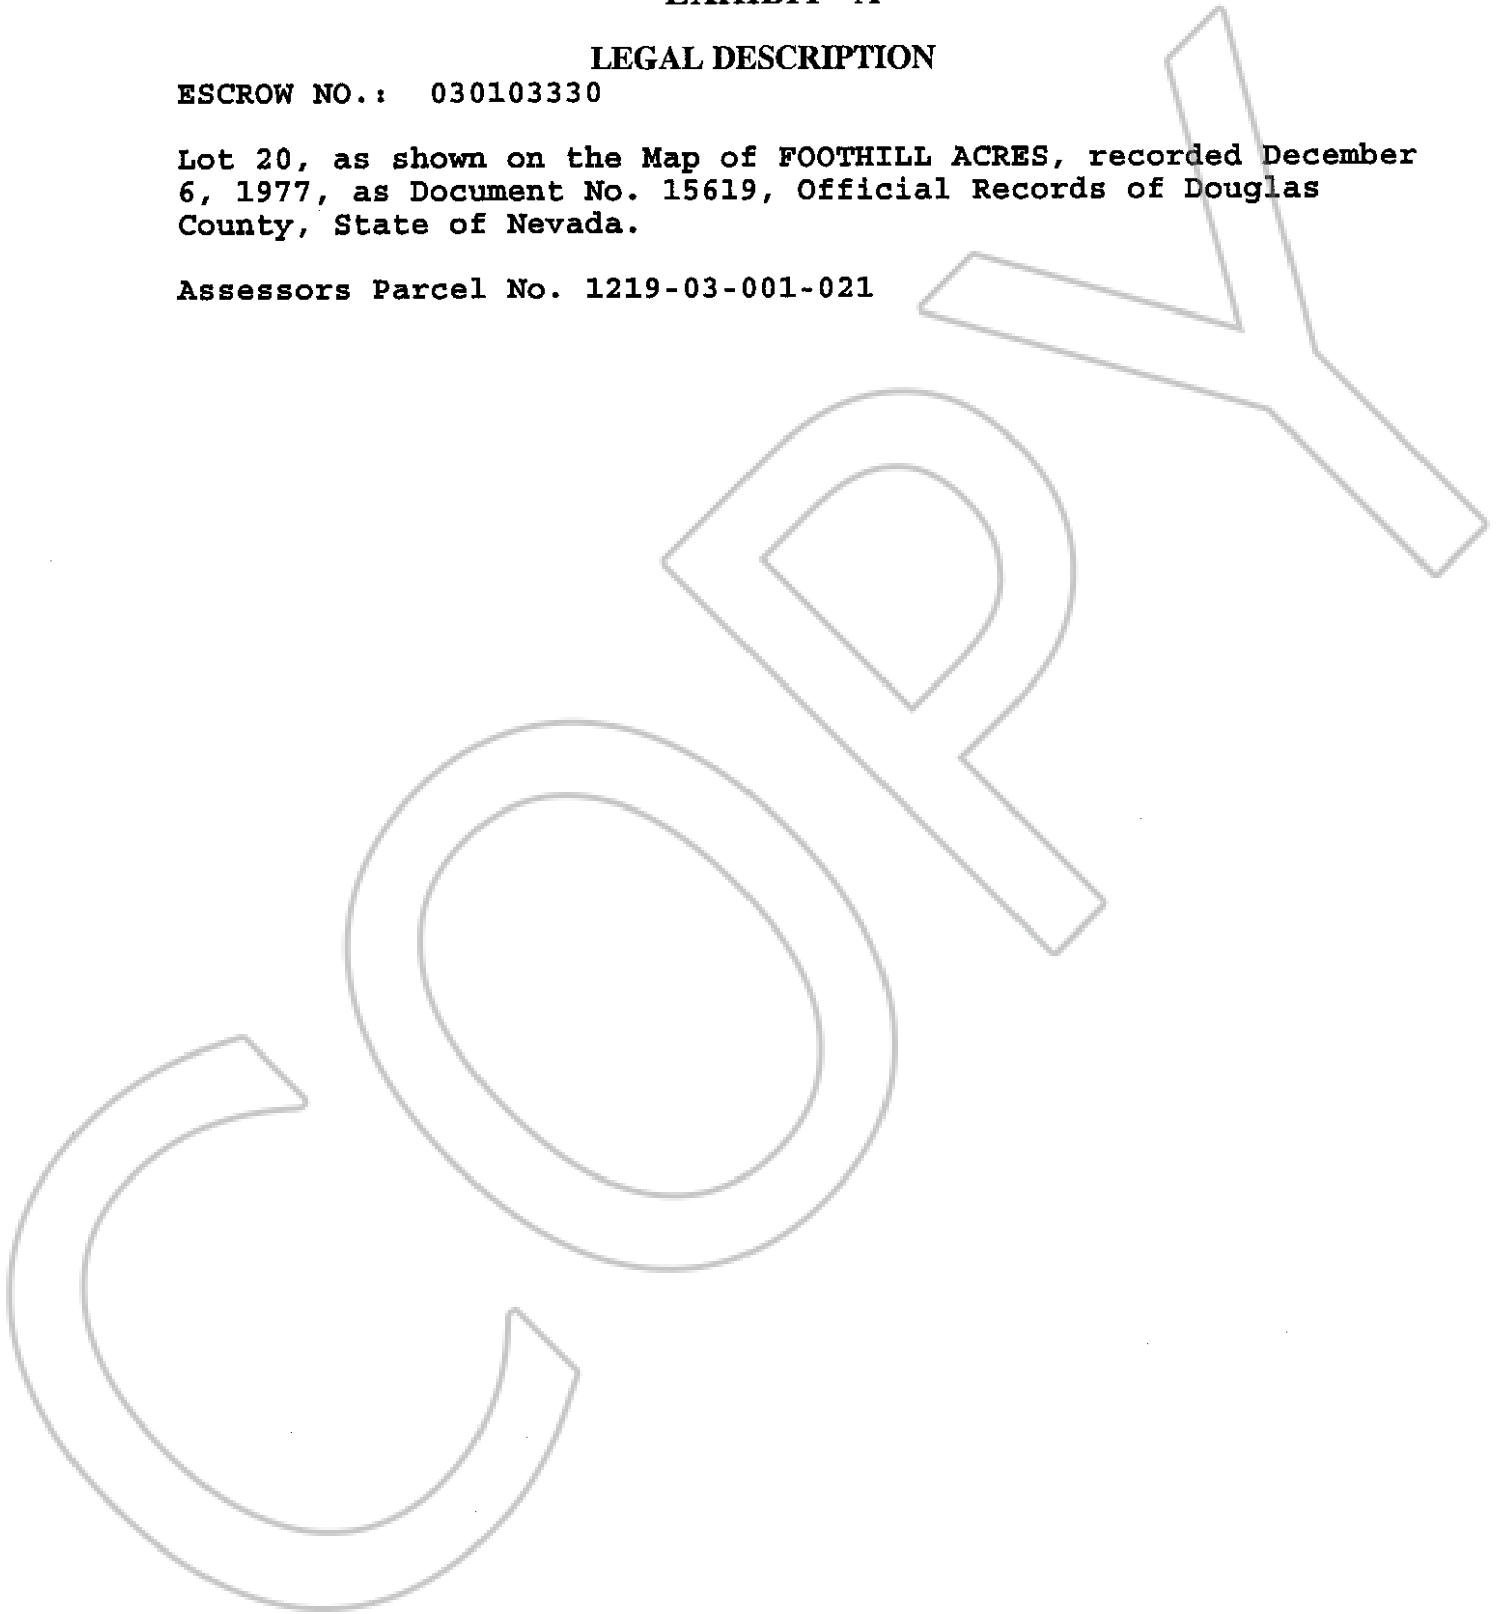 EXHIBIT "A"
LEGAL DESCRIPTION
ESCROW NO.: 030103330
Lot 20, as shown on the Map of FOOTHILL ACRES, recorded December
6, 1977, as Document No. 15619, Official Records of Douglas
County, State of Nevada.
Assessors Parcel No. 1219-03-001-021
COPY